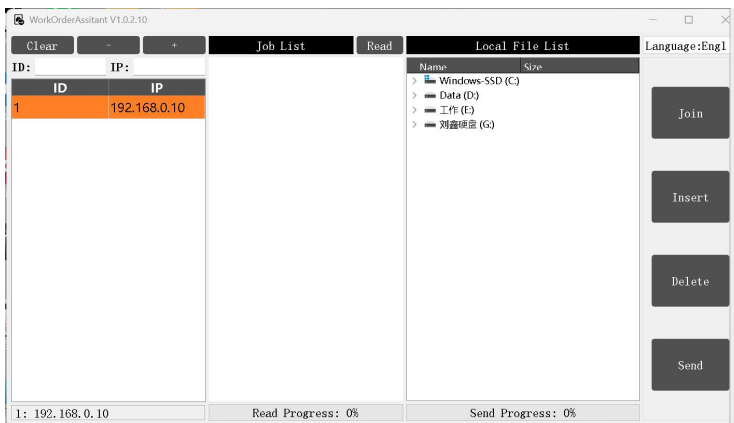 WorkOrderAssitant V1.0.2.10
Clear - + Job List Read Local File List Language:Engl
ID: IP: Name Size
ID IP
1 192.168.0.10
Windows-SSD (C:)
Data (D:)
工作 (E:)
刘鑫硬盘 (G:)
Join
Insert
Delete
Send
1: 192.168.0.10 Read Progress: 0% Send Progress: 0%